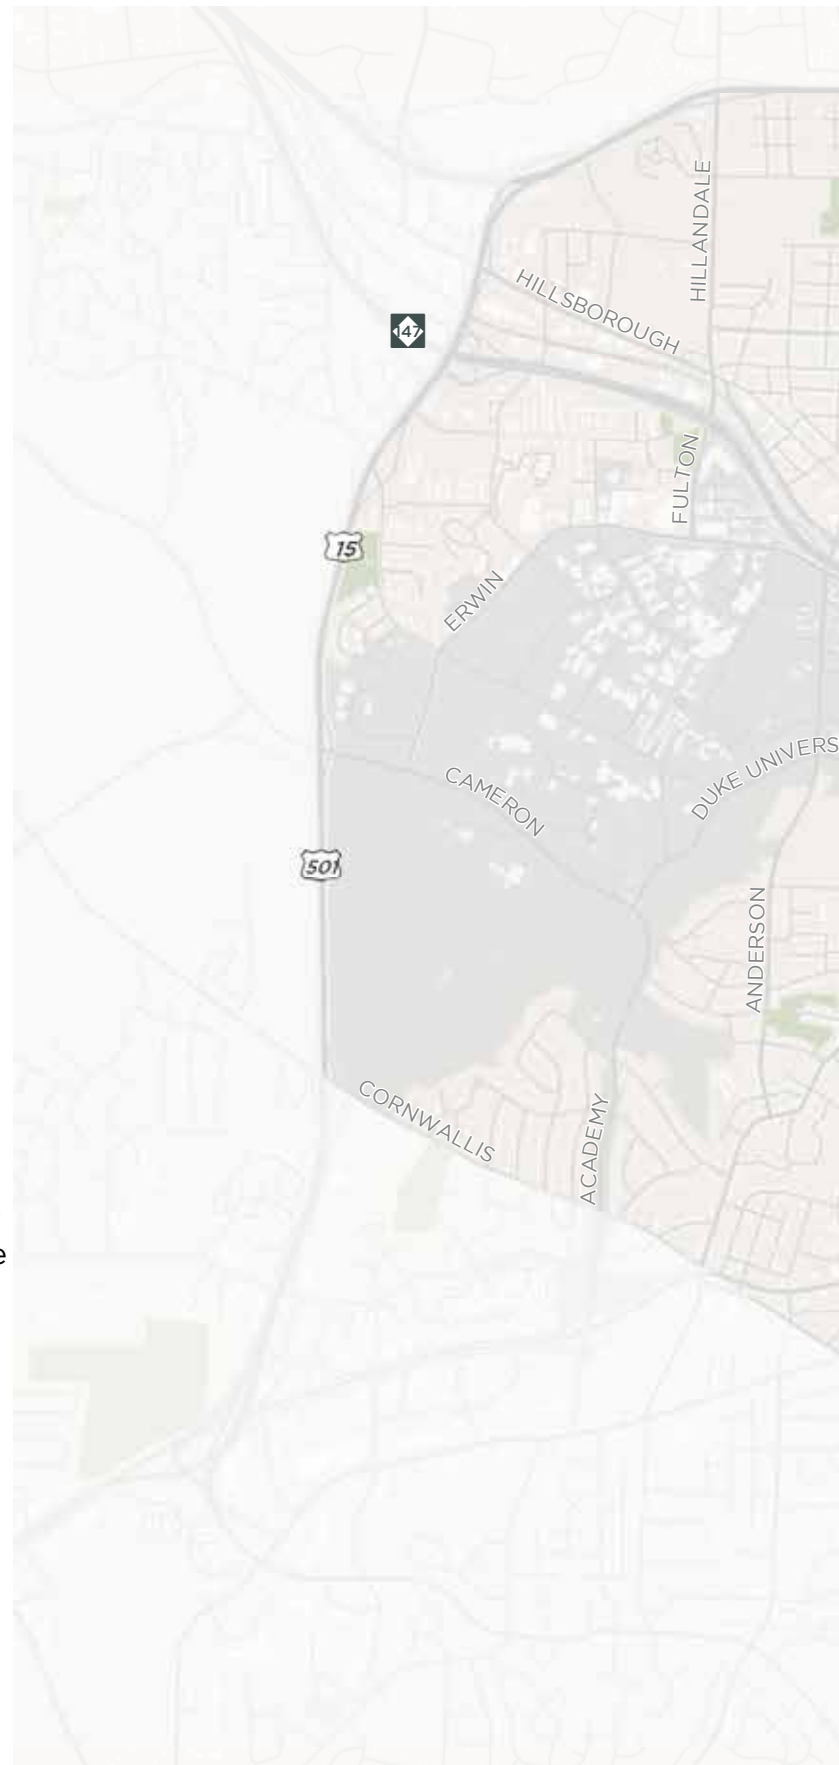 HILLANDALE
HILLSBOROUGH
147
FULTON
15
ERWIN
DUKE UNIVERS
CAMERON
501
ANDERSON
CORNWALLIS
ACADEMY
e